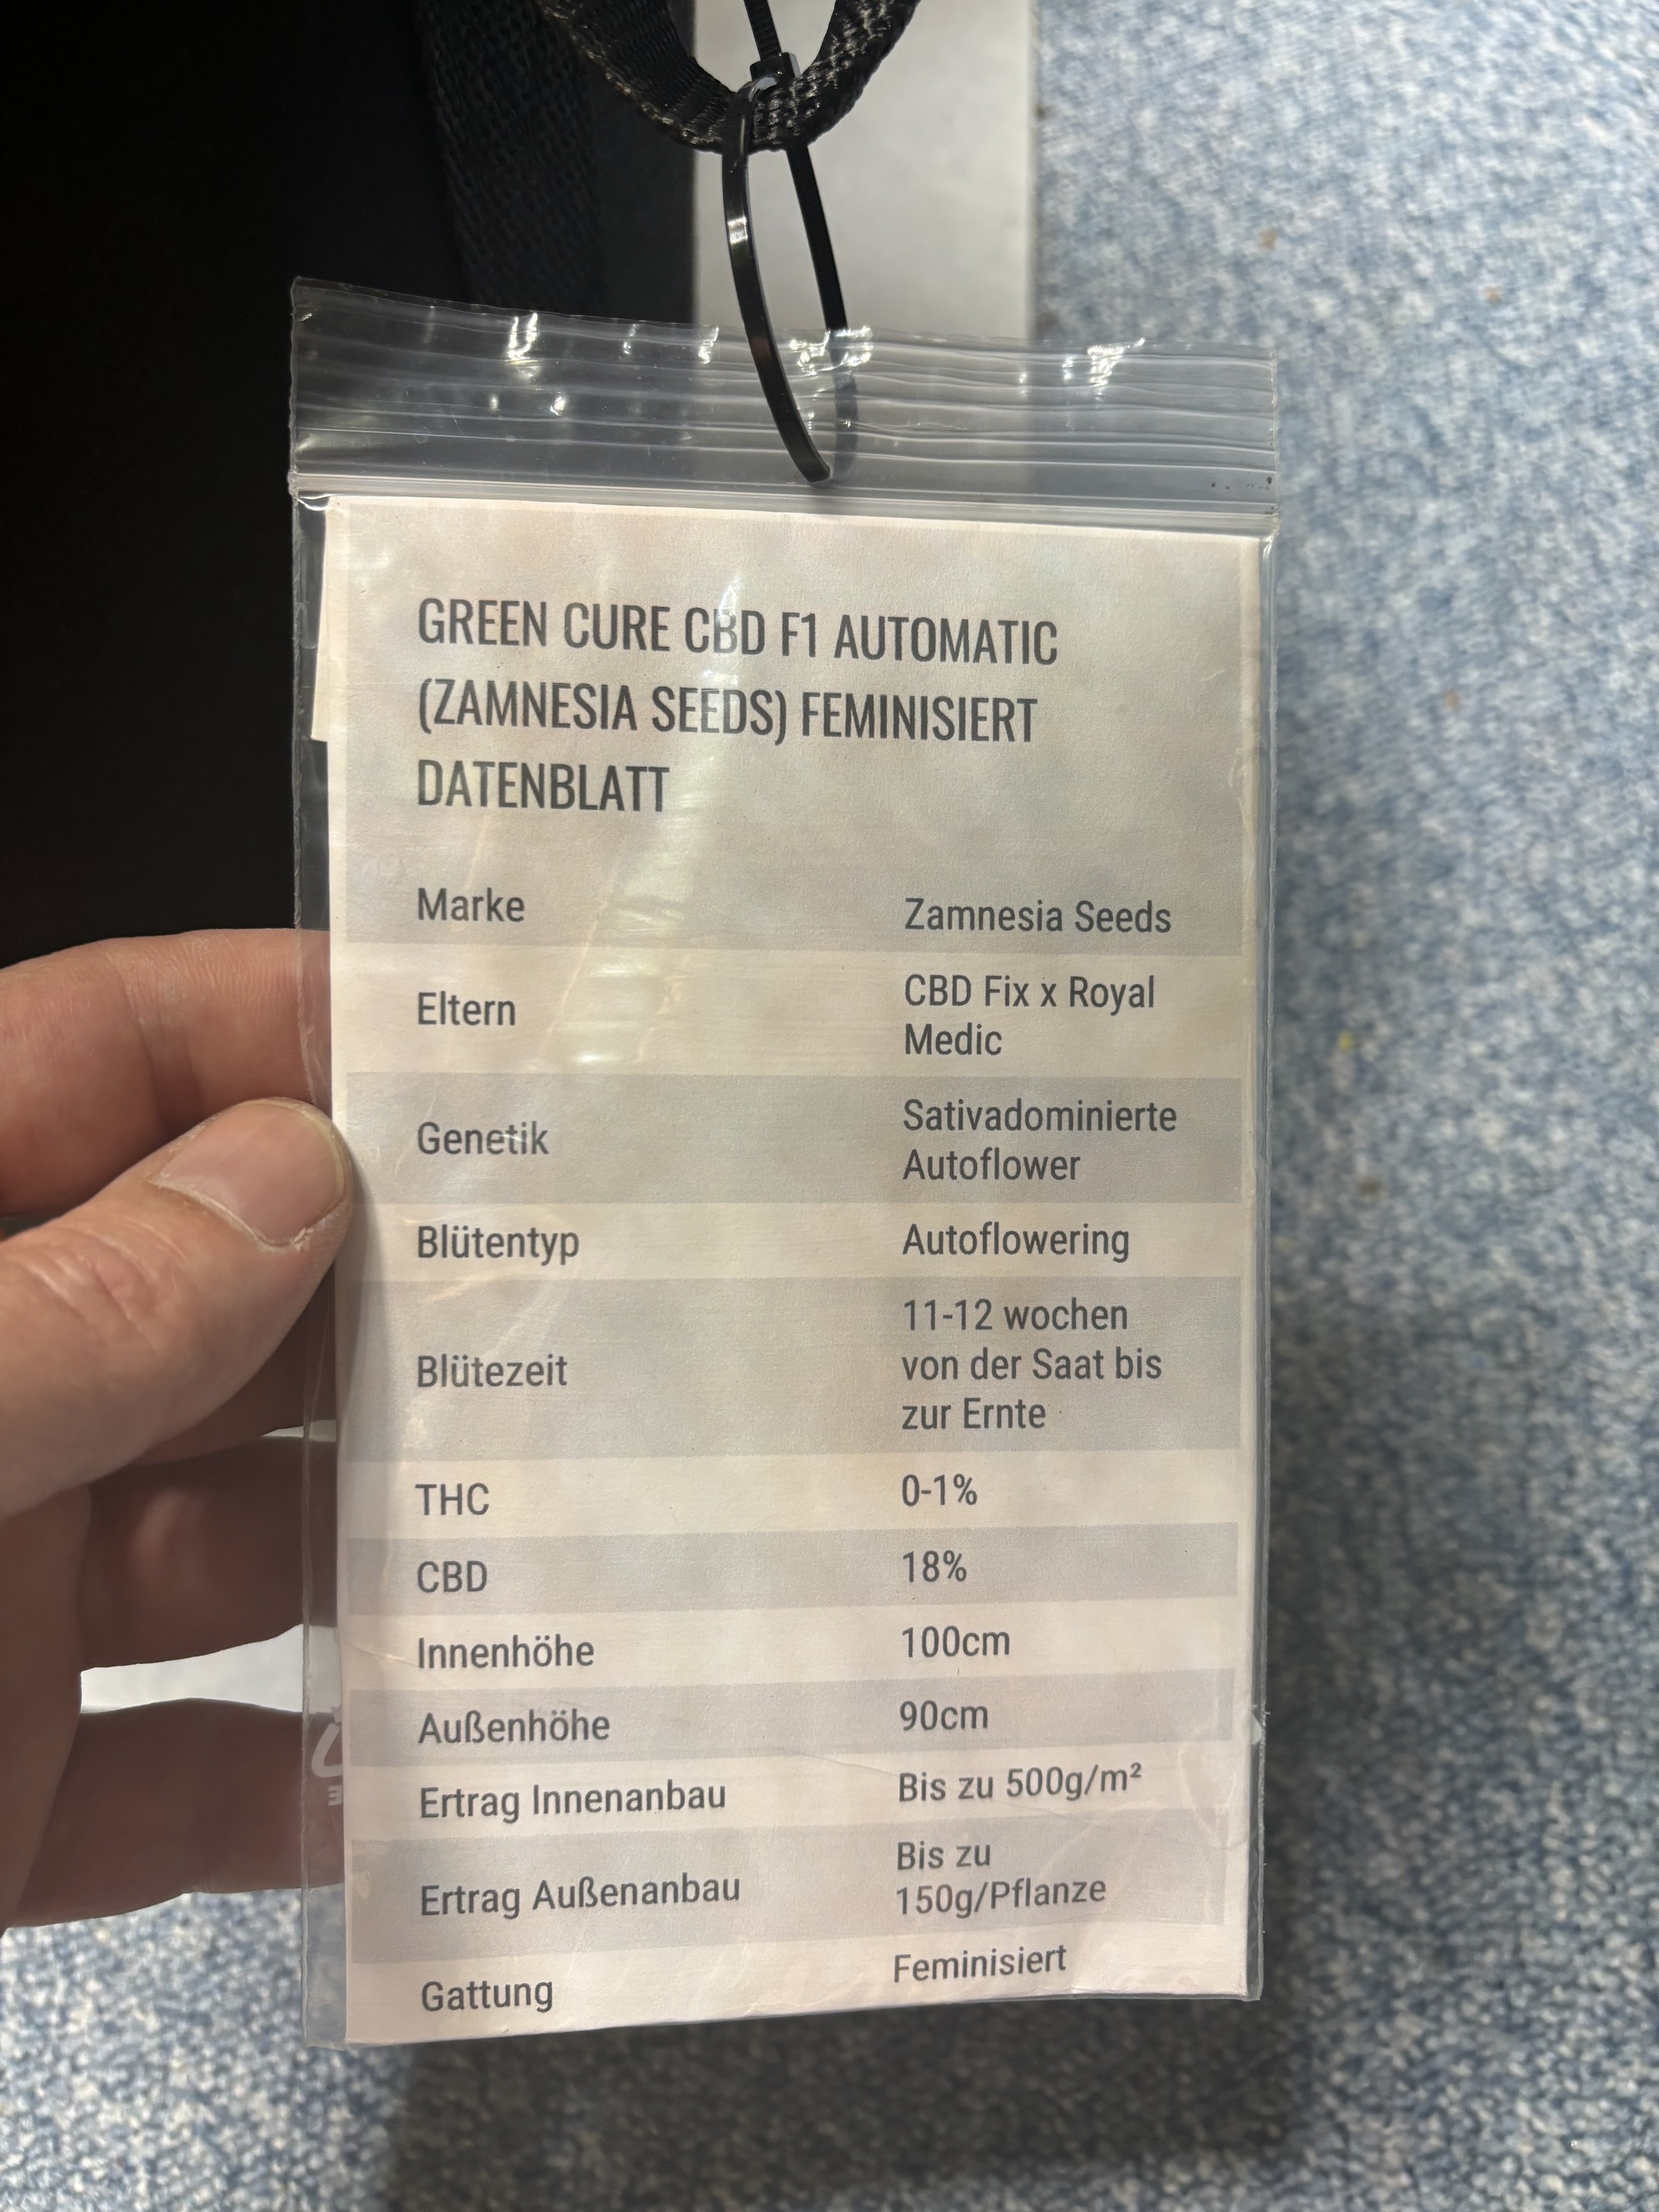 GREEN CURE CBD F1 AUTOMATIC
(ZAMNESIA SEEDS) FEMINISIERT
DATENBLATT
Marke Zamnesia Seeds
Eltern CBD Fix x Royal
Medic
Genetik Sativadominierte
Autoflower
Blütentyp Autoflowering
Blütezeit 11-12 wochen
von der Saat bis
zur Ernte
THC 0-1%
CBD 18%
Innenhöhe 100cm
Außenhöhe 90cm
Ertrag Innenanbau Bis zu 500g/m²
Ertrag Außenanbau Bis zu
150g/Pflanze
Gattung Feminisiert